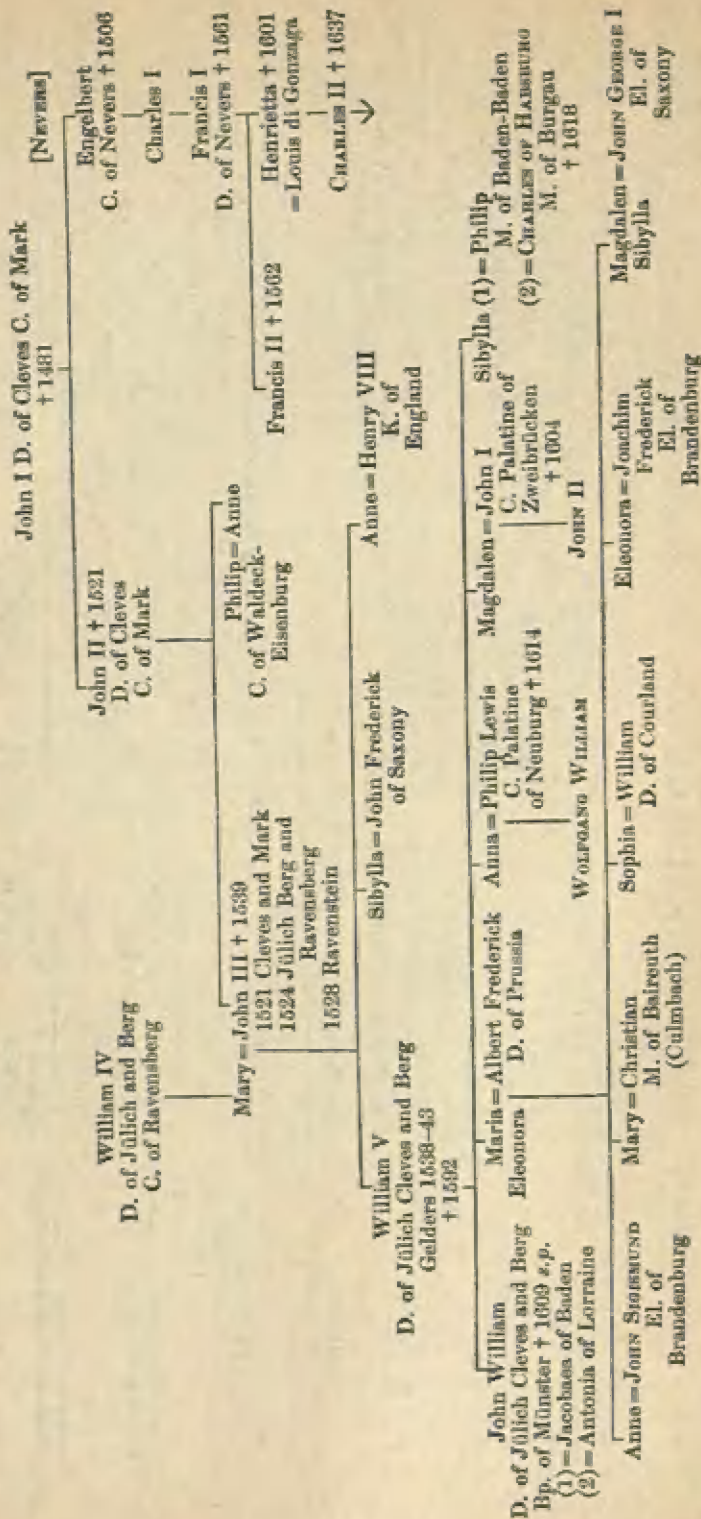 John I D. of Cleves C. of Mark
† 1481
[NEVERS]
William IV
D. of Jülich and Berg
C. of Ravensberg
John II † 1521
D. of Cleves
C. of Mark
Engelbert
C. of Nevers † 1506
Charles I
Francis I
D. of Nevers † 1561
Mary = John III † 1539
1521 Cleves and Mark
1524 Jülich Berg and
Ravensberg
1528 Ravenstein
Philip = Anne
C. of Waldeck-
Eisenburg
Francis II † 1562
Henrietta † 1601
= Louis di Gonzaga
CHARLES II † 1637
William V
D. of Jülich Cleves and Berg
Gelders 1538–43
† 1592
Sibylla = John Frederick
of Saxony
Anne = Henry VIII
K. of
England
John William
D. of Jülich Cleves and Berg
Bp. of Münster † 1609 s.p.
(1) = Jacobaea of Baden
(2) = Antonia of Lorraine
Maria = Albert Frederick
Eleonora
D. of Prussia
Anna = Philip Lewis
C. Palatine
of Neuburg † 1614
WOLFGANG WILLIAM
Magdalen = John I
C. Palatine of
Zweibrücken
† 1604
JOHN II
Sibylla (1) = Philip
M. of Baden-Baden
(2) = CHARLES OF HABSBURG
M. of Burgau
† 1618
Anne = JOHN SIGISMUND
El. of
Brandenburg
Mary = Christian
M. of Baireuth
(Culmbach)
Sophia = William
D. of Courland
Eleonora = Joachim
Frederick
El. of
Brandenburg
Magdalen = JOHN GEORGE I
Sibylla
El. of
Saxony